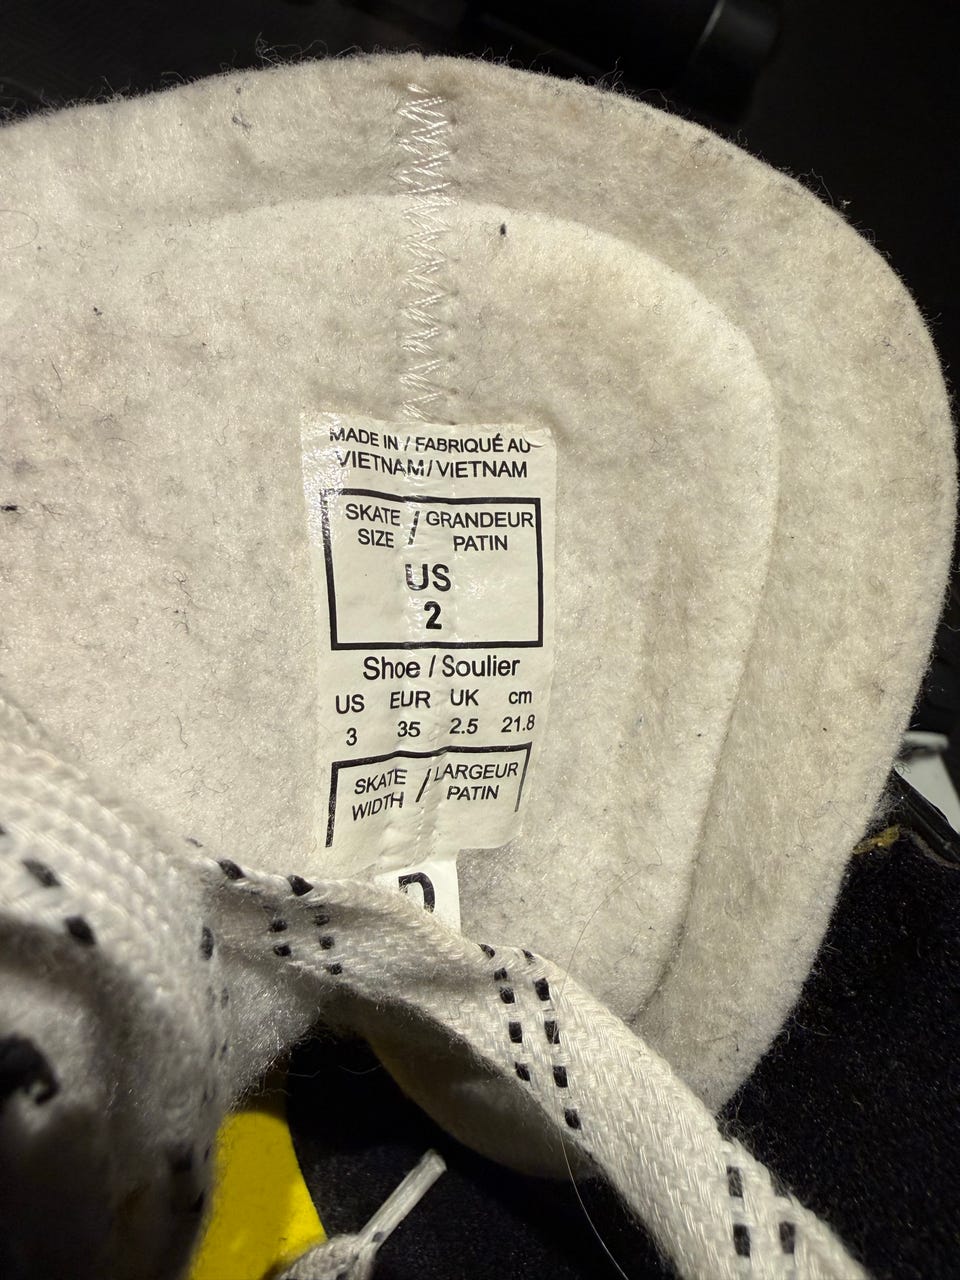 MADE IN / FABRIQUÉ AU
VIETNAM / VIETNAM
SKATE / GRANDEUR
SIZE PATIN
US
2
Shoe / Soulier
US EUR UK cm
3 35 2.5 21.8
SKATE / LARGEUR
WIDTH PATIN
D